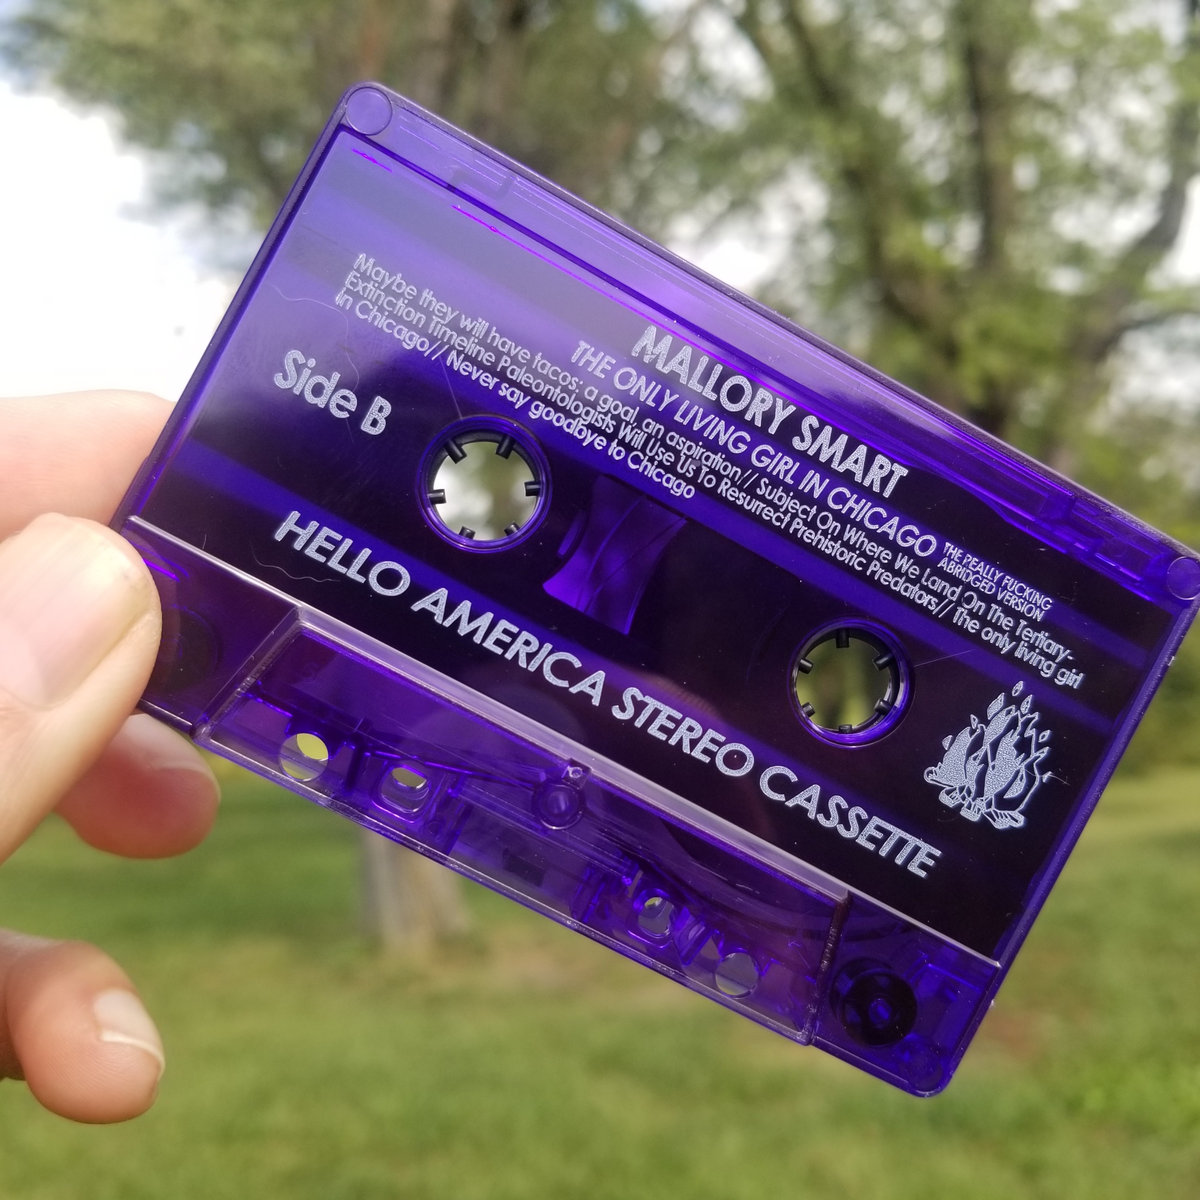 MALLORY SMART
THE ONLY LIVING GIRL IN CHICAGO
THE PEALLY FUCKING
ABRIDGED VERSION
Maybe they will have tacos: a goal, an aspiration// Subject On Where We Land On The Tertiary-
Extinction Timeline Paleontologists Will Use Us To Resurrect Prehistoric Predators// The only living girl
in Chicago// Never say goodbye to Chicago
Side B
HELLO AMERICA STEREO CASSETTE